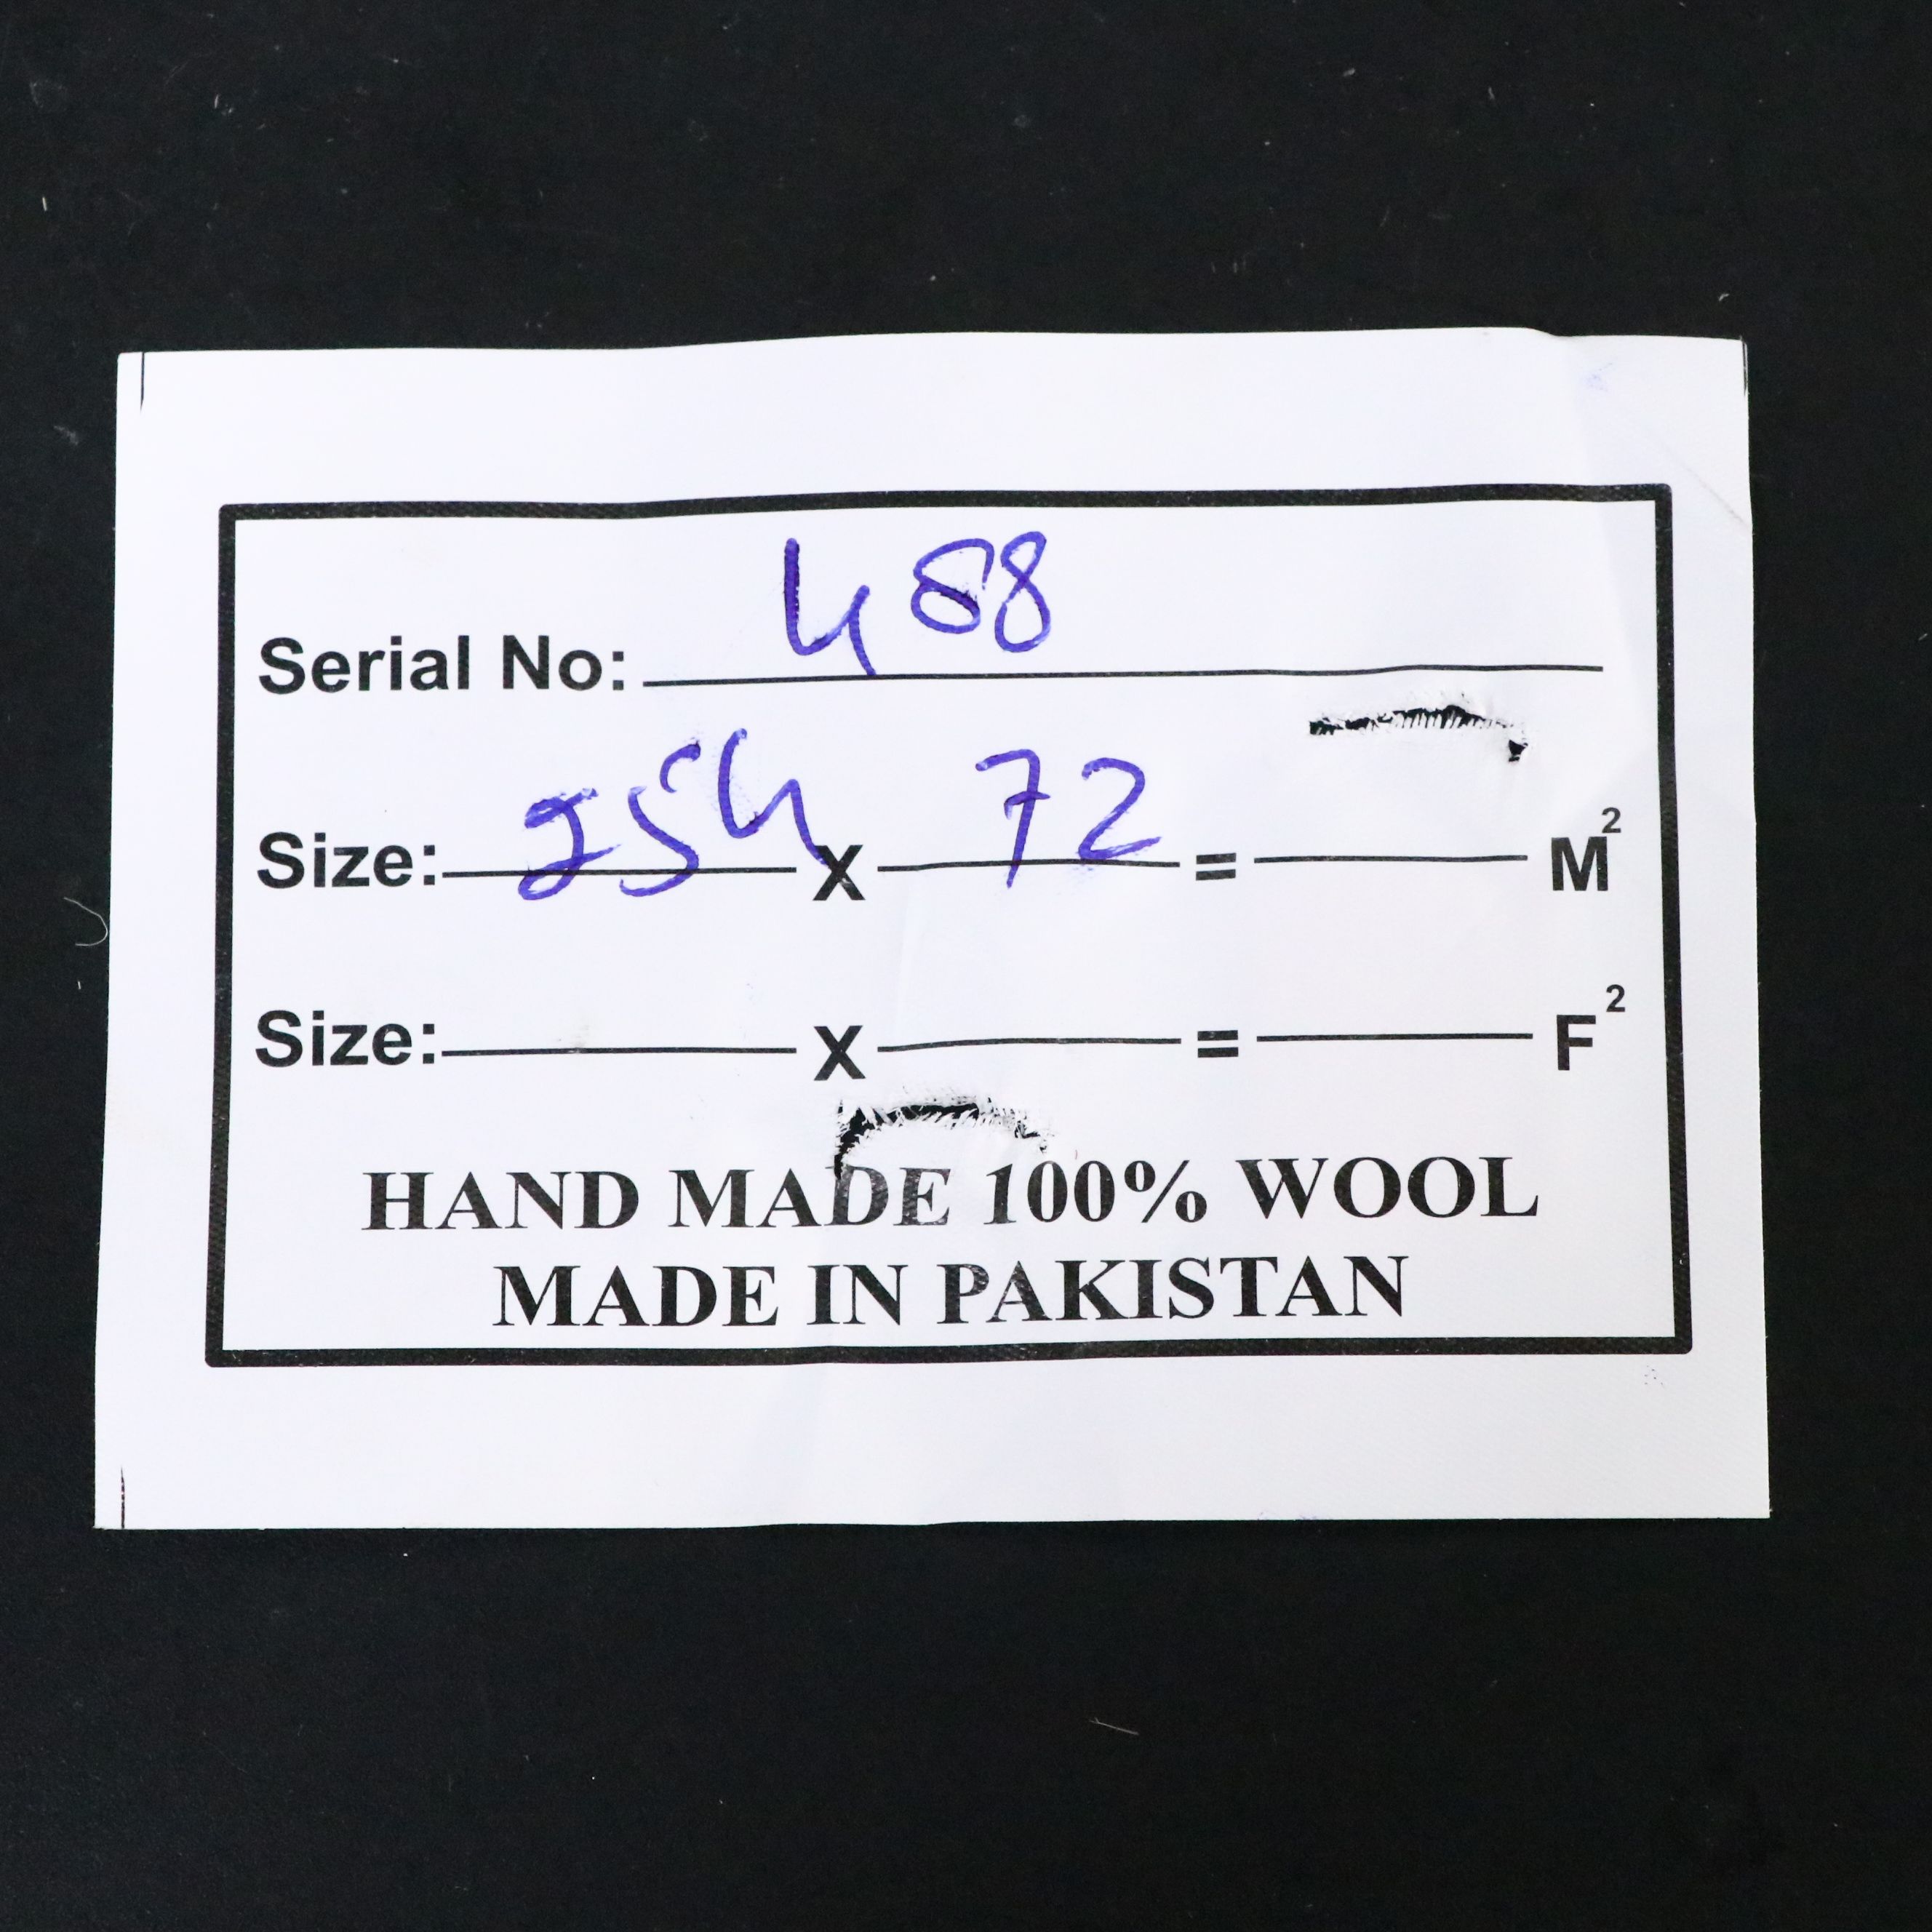 Serial No: 488
Size: 254 X 72 = M²
Size: X = F²
HAND MADE 100% WOOL
MADE IN PAKISTAN